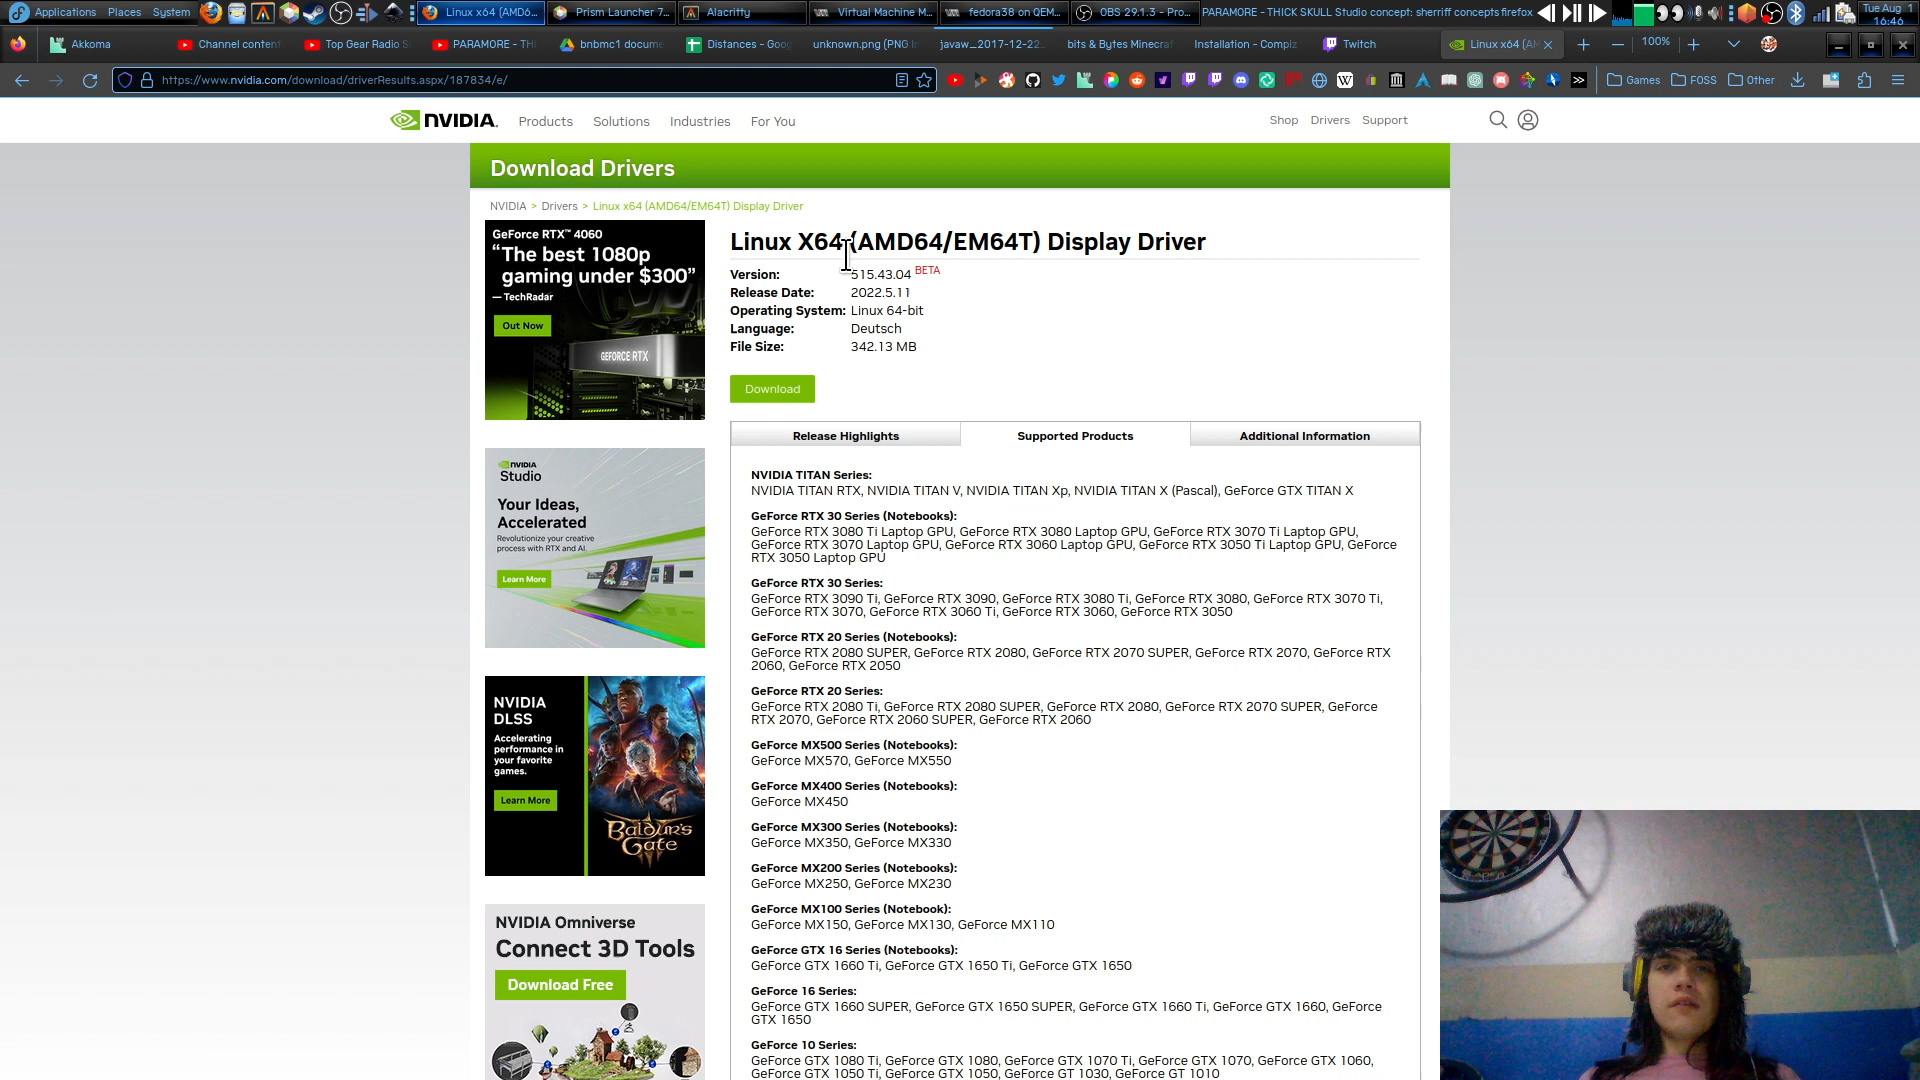 Applications Places System
Linux x64 (AMD6... Prism Launcher 7... Alacritty Virtual Machine M... fedora38 on QEM... OBS 29.1.3 - Pro... PARAMORE - THICK SKULL Studio concept: sherriff concepts firefox
Tue Aug 1
16:46
Akkoma Channel content Top Gear Radio S PARAMORE - TH bnbmc1 docume Distances - Goo unknown.png (PNG I javaw_2017-12-22 bits & Bytes Minecraf Installation - Compiz Twitch Linux x64 (AM 100%
https://www.nvidia.com/download/driverResults.aspx/187834/e/
Games FOSS Other
NVIDIA. Products Solutions Industries For You Shop Drivers Support
Download Drivers
NVIDIA > Drivers > Linux x64 (AMD64/EM64T) Display Driver
GeForce RTX™ 4060
“The best 1080p
gaming under $300”
— TechRadar
Out Now
GEFORCE RTX
Linux X64 (AMD64/EM64T) Display Driver
Version: 515.43.04 BETA
Release Date: 2022.5.11
Operating System: Linux 64-bit
Language: Deutsch
File Size: 342.13 MB
Download
Release Highlights Supported Products Additional Information
NVIDIA
Studio
Your Ideas,
Accelerated
Revolutionize your creative
process with RTX and AI.
Learn More
NVIDIA
DLSS
Accelerating
performance in
your favorite
games.
Learn More
Baldur's
Gate
NVIDIA Omniverse
Connect 3D Tools
Download Free
NVIDIA TITAN Series:
NVIDIA TITAN RTX, NVIDIA TITAN V, NVIDIA TITAN Xp, NVIDIA TITAN X (Pascal), GeForce GTX TITAN X
GeForce RTX 30 Series (Notebooks):
GeForce RTX 3080 Ti Laptop GPU, GeForce RTX 3080 Laptop GPU, GeForce RTX 3070 Ti Laptop GPU,
GeForce RTX 3070 Laptop GPU, GeForce RTX 3060 Laptop GPU, GeForce RTX 3050 Ti Laptop GPU, GeForce
RTX 3050 Laptop GPU
GeForce RTX 30 Series:
GeForce RTX 3090 Ti, GeForce RTX 3090, GeForce RTX 3080 Ti, GeForce RTX 3080, GeForce RTX 3070 Ti,
GeForce RTX 3070, GeForce RTX 3060 Ti, GeForce RTX 3060, GeForce RTX 3050
GeForce RTX 20 Series (Notebooks):
GeForce RTX 2080 SUPER, GeForce RTX 2080, GeForce RTX 2070 SUPER, GeForce RTX 2070, GeForce RTX
2060, GeForce RTX 2050
GeForce RTX 20 Series:
GeForce RTX 2080 Ti, GeForce RTX 2080 SUPER, GeForce RTX 2080, GeForce RTX 2070 SUPER, GeForce
RTX 2070, GeForce RTX 2060 SUPER, GeForce RTX 2060
GeForce MX500 Series (Notebooks):
GeForce MX570, GeForce MX550
GeForce MX400 Series (Notebooks):
GeForce MX450
GeForce MX300 Series (Notebooks):
GeForce MX350, GeForce MX330
GeForce MX200 Series (Notebooks):
GeForce MX250, GeForce MX230
GeForce MX100 Series (Notebook):
GeForce MX150, GeForce MX130, GeForce MX110
GeForce GTX 16 Series (Notebooks):
GeForce GTX 1660 Ti, GeForce GTX 1650 Ti, GeForce GTX 1650
GeForce 16 Series:
GeForce GTX 1660 SUPER, GeForce GTX 1650 SUPER, GeForce GTX 1660 Ti, GeForce GTX 1660, GeForce
GTX 1650
GeForce 10 Series:
GeForce GTX 1080 Ti, GeForce GTX 1080, GeForce GTX 1070 Ti, GeForce GTX 1070, GeForce GTX 1060,
GeForce GTX 1050 Ti, GeForce GTX 1050, GeForce GT 1030, GeForce GT 1010